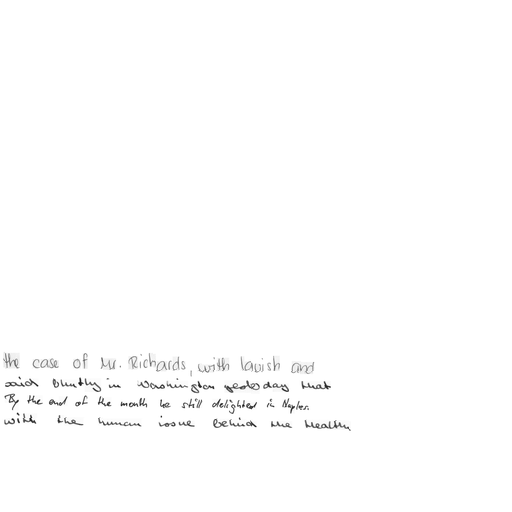 the case of Mr. Richards, with lavish and
said bluntly in Washington yesterday that
By the end of the month he still delighted in Naples.
with the human issue behind the Health